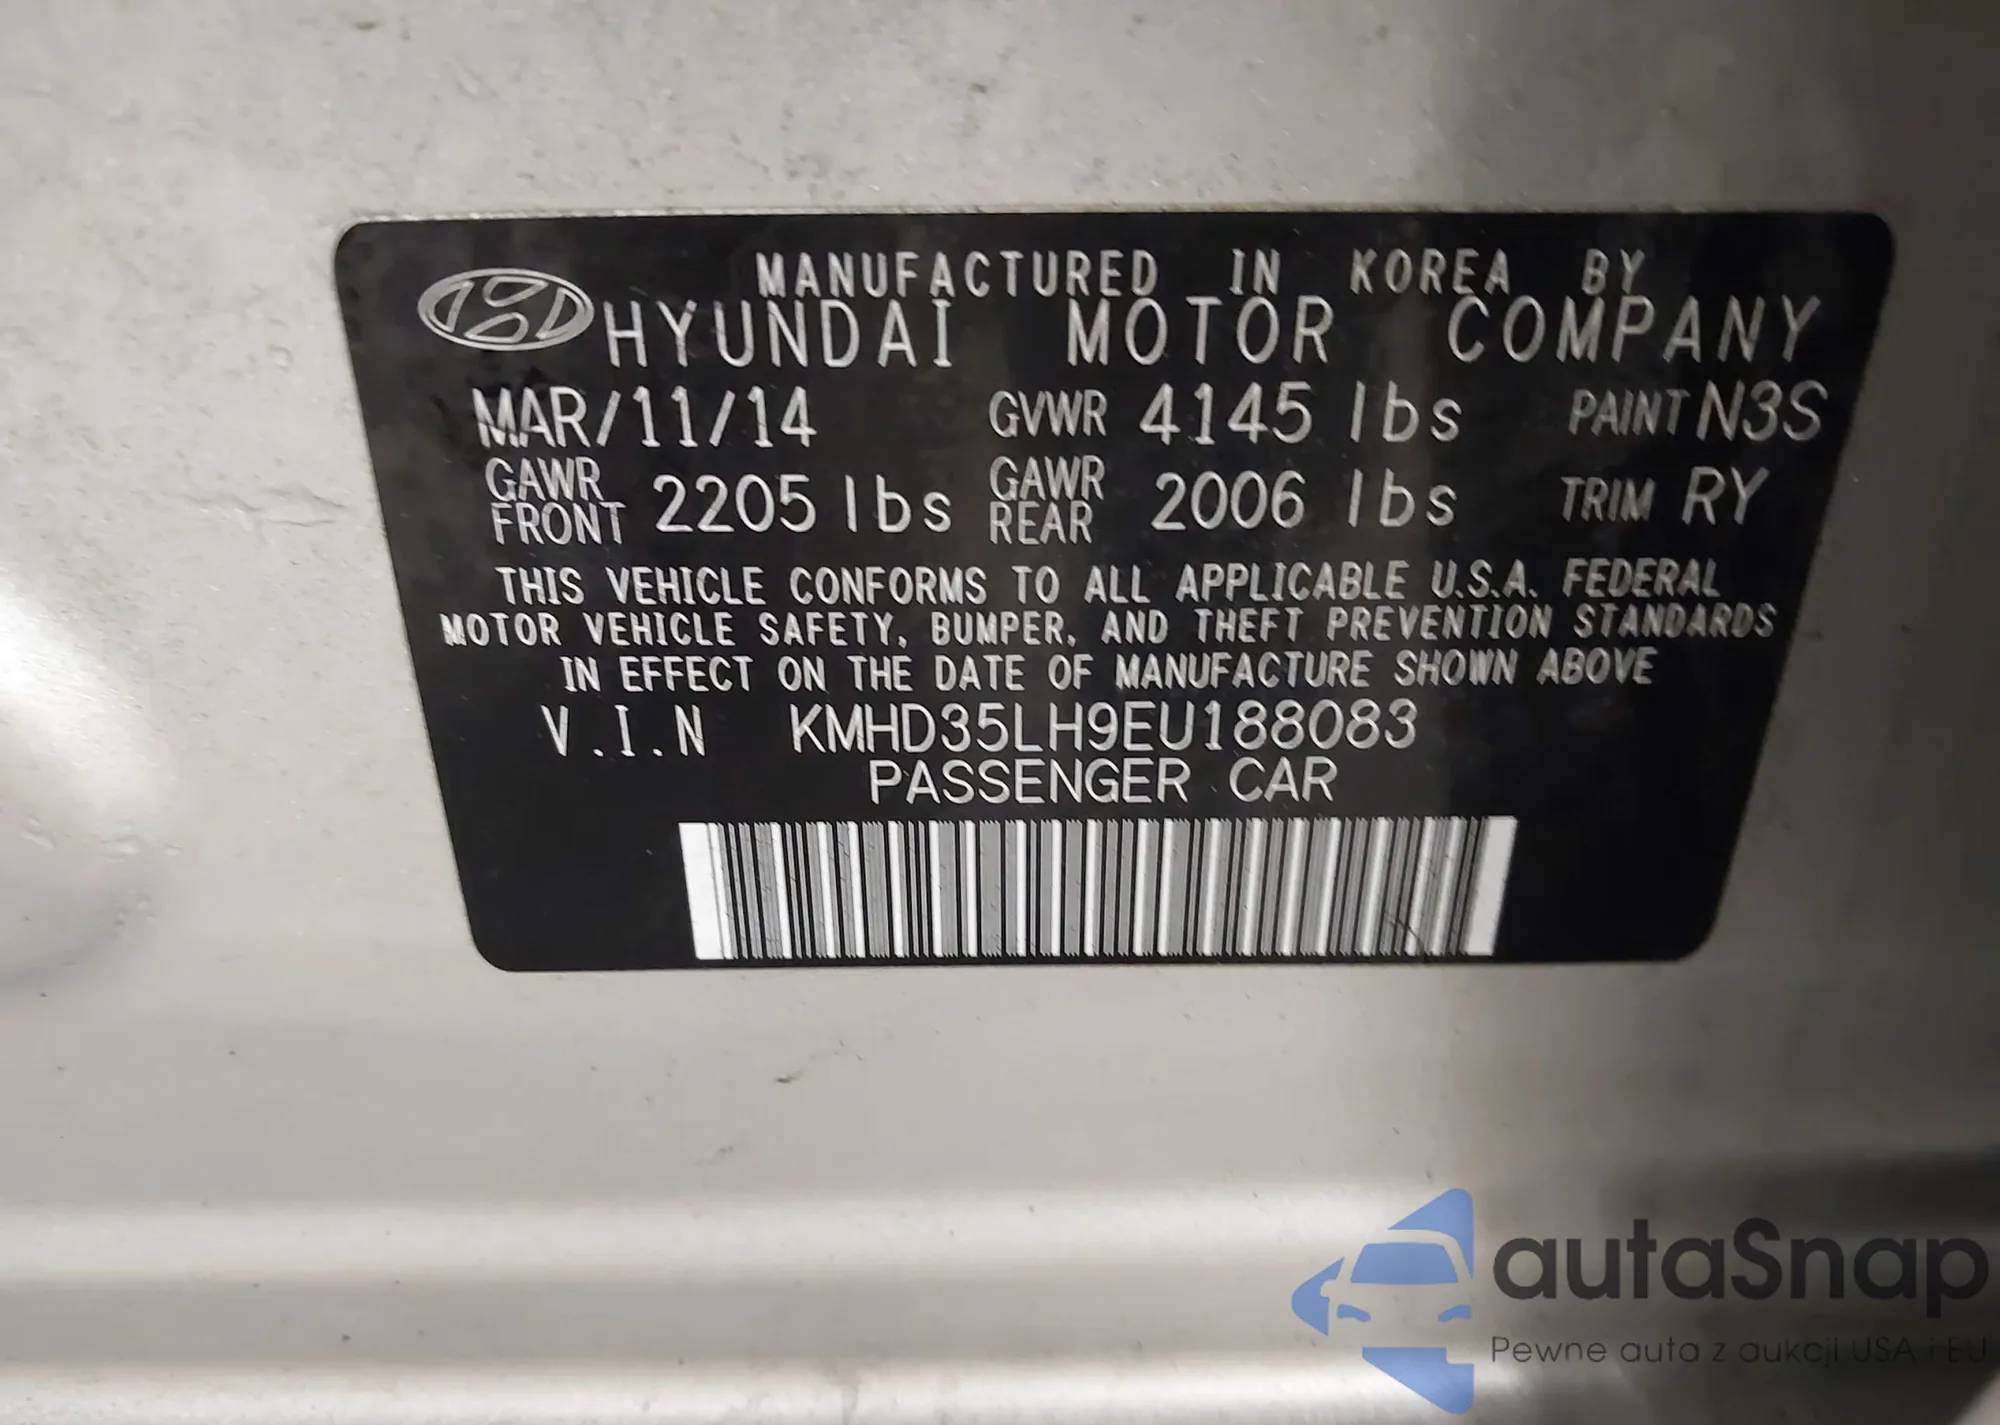 MANUFACTURED IN KOREA BY
HYUNDAI MOTOR COMPANY
MAR/11/14 GVWR 4145 lbs PAINT N3S
GAWR FRONT 2205 lbs GAWR REAR 2006 lbs TRIM RY
THIS VEHICLE CONFORMS TO ALL APPLICABLE U.S.A. FEDERAL
MOTOR VEHICLE SAFETY, BUMPER, AND THEFT PREVENTION STANDARDS
IN EFFECT ON THE DATE OF MANUFACTURE SHOWN ABOVE
V.I.N KMHD35LH9EU188083
PASSENGER CAR
autaSnap
Pewne auta z aukcji USA i EU